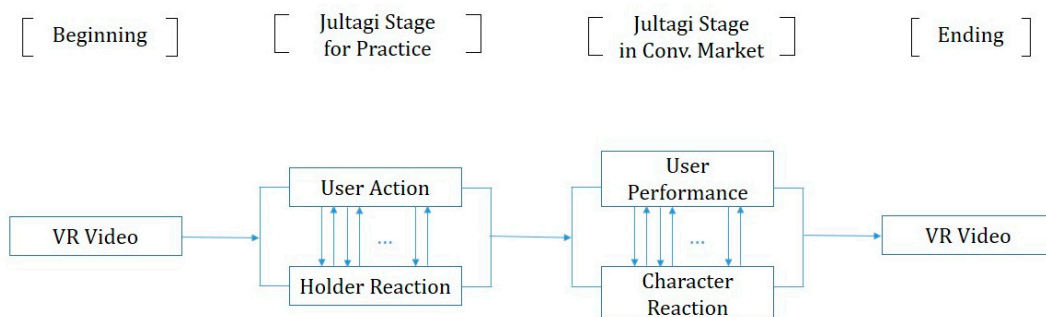 Beginning
Jultagi Stage
for Practice
Jultagi Stage
in Conv. Market
Ending
VR Video
User Action
...
Holder Reaction
User
Performance
...
Character
Reaction
VR Video